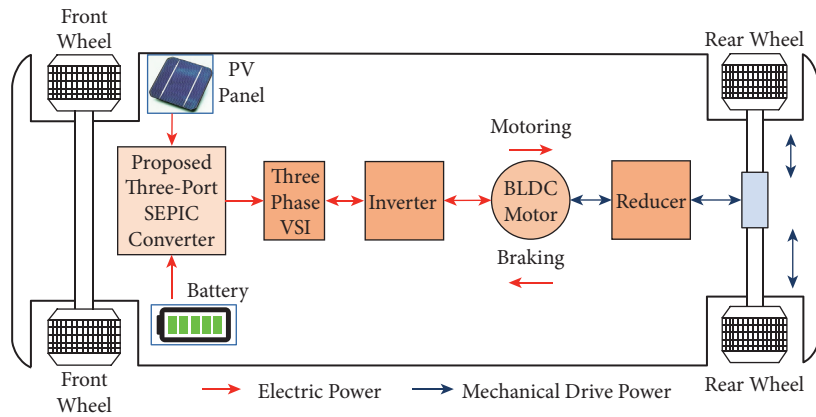 Front
Wheel
PV
Panel
Rear Wheel
Motoring
Proposed
Three-Port
SEPIC
Converter
Three
Phase
VSI
Inverter
BLDC
Motor
Reducer
Braking
Battery
Front
Wheel
Electric Power
Mechanical Drive Power
Rear Wheel